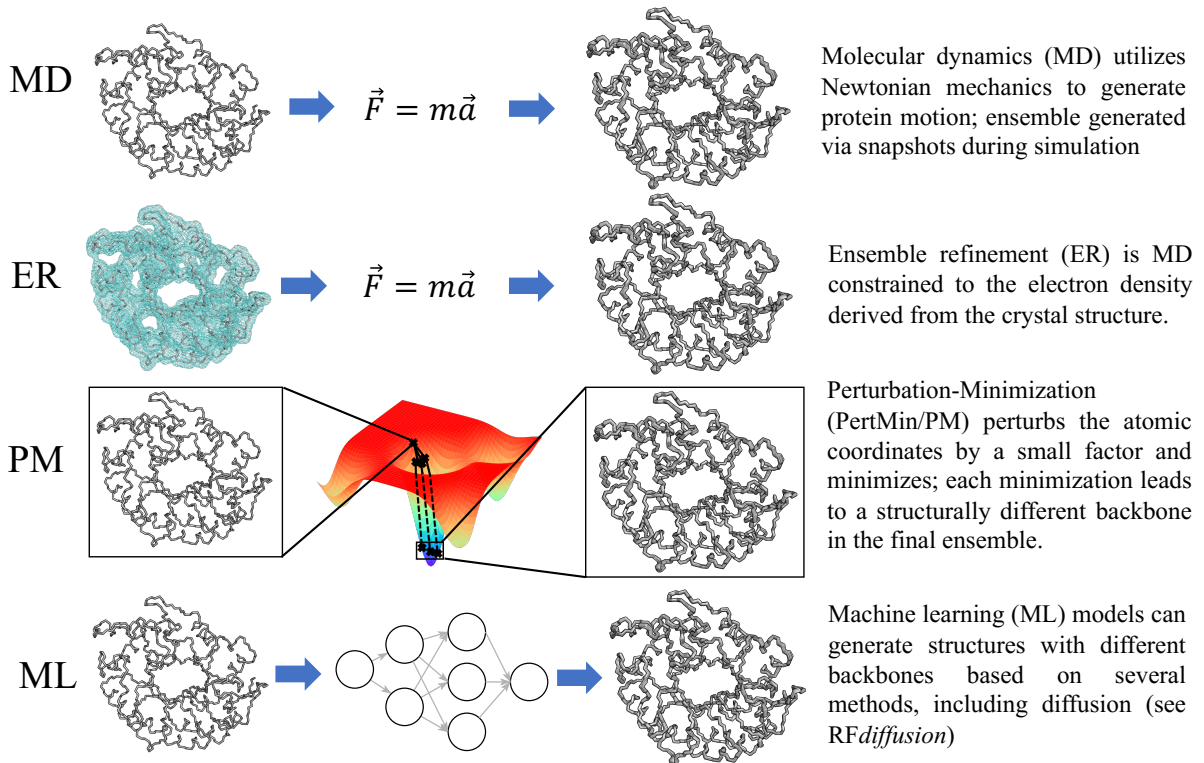 MD
F⃗ = ma⃗
Molecular dynamics (MD) utilizes
Newtonian mechanics to generate
protein motion; ensemble generated
via snapshots during simulation
ER
F⃗ = ma⃗
Ensemble refinement (ER) is MD
constrained to the electron density
derived from the crystal structure.
PM
Perturbation-Minimization
(PertMin/PM) perturbs the atomic
coordinates by a small factor and
minimizes; each minimization leads
to a structurally different backbone
in the final ensemble.
ML
Machine learning (ML) models can
generate structures with different
backbones based on several
methods, including diffusion (see
RFdiffusion)